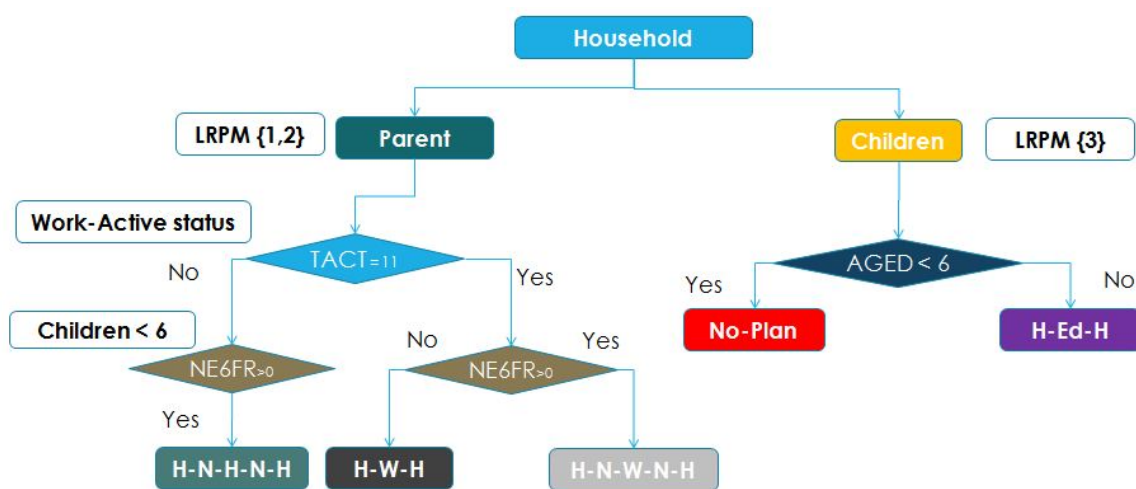 Household
LRPM {1,2}
Parent
Children
LRPM {3}
Work-Active status
TACT=11
AGED < 6
No
Yes
Yes
No
Children < 6
No-Plan
H-Ed-H
No
Yes
NE6FR>0
NE6FR>0
Yes
H-N-H-N-H
H-W-H
H-N-W-N-H